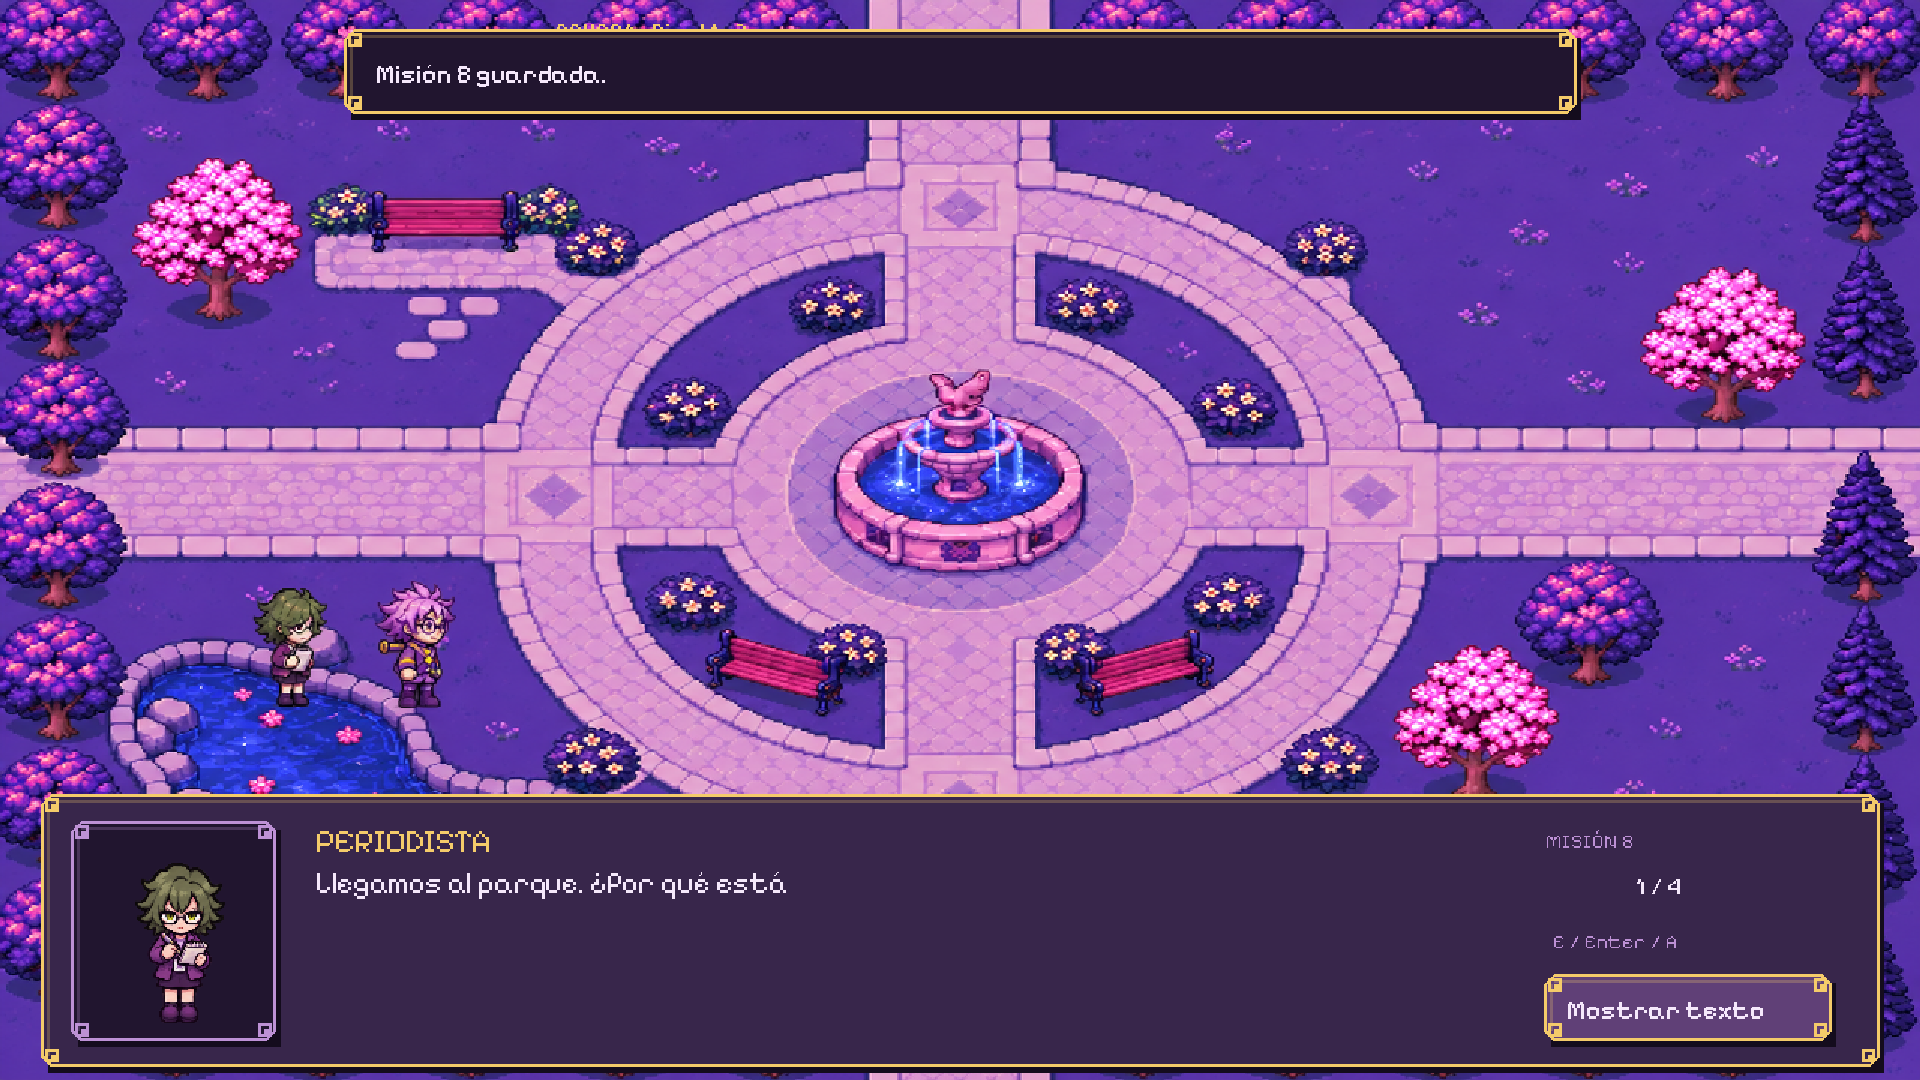 Misión 8 guardada.
PERIODISTA
Llegamos al parque. ¿Por qué está
MISIÓN 8
1 / 4
E / Enter / A
Mostrar texto